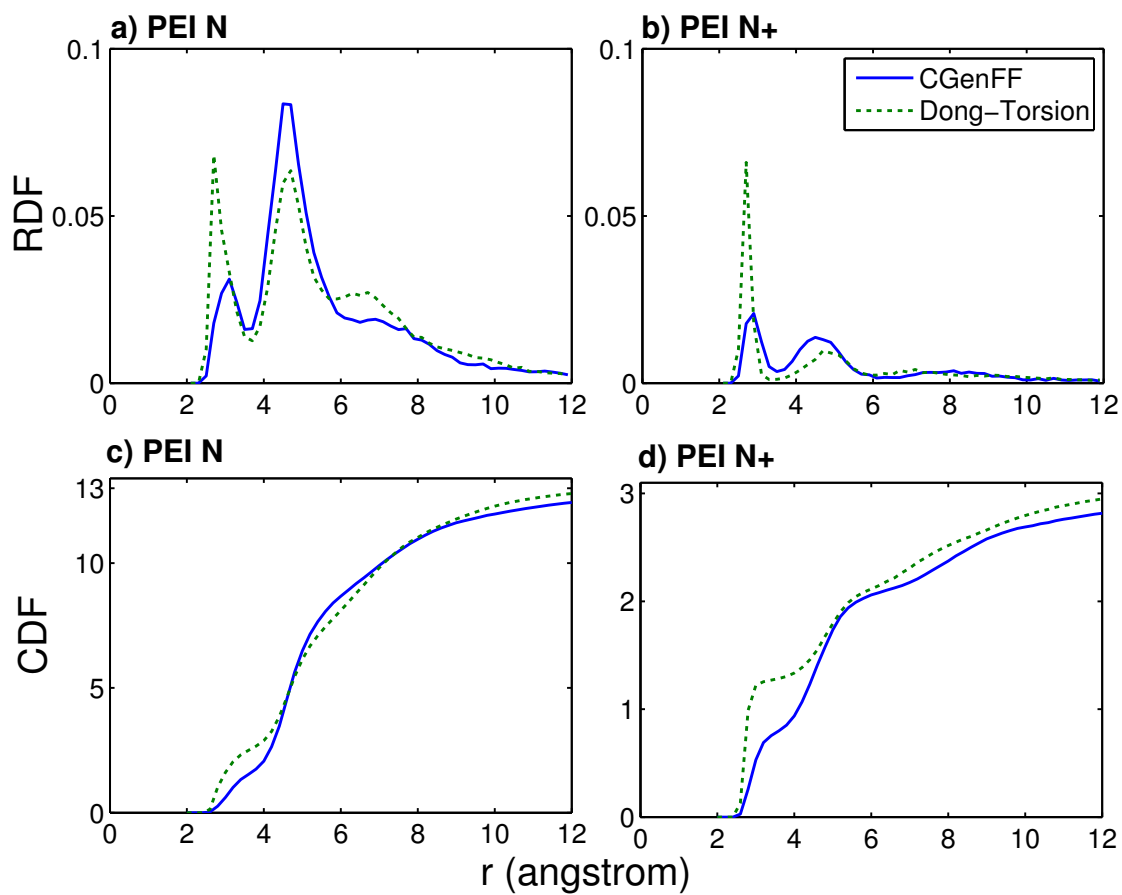 a) PEI N
b) PEI N+
0.1
0.1
CGenFF
Dong-Torsion
RDF
0.05
0.05
0
0
0 2 4 6 8 10 12
0 2 4 6 8 10 12
c) PEI N
d) PEI N+
13
10
5
0
3
2
1
0
CDF
0 2 4 6 8 10 12
0 2 4 6 8 10 12
r (angstrom)